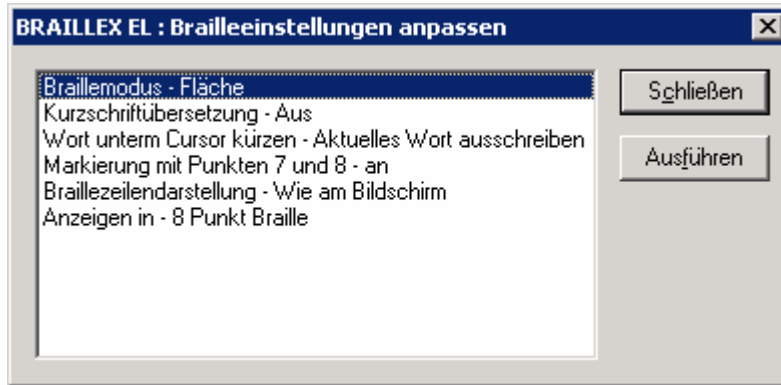 BRAILLEX EL : Brailleeinstellungen anpassen
Braillemodus - Fläche
Kurzschriftübersetzung - Aus
Wort unterm Cursor kürzen - Aktuelles Wort ausschreiben
Markierung mit Punkten 7 und 8 - an
Braillezeilendarstellung - Wie am Bildschirm
Anzeigen in - 8 Punkt Braille
Schließen
Ausführen